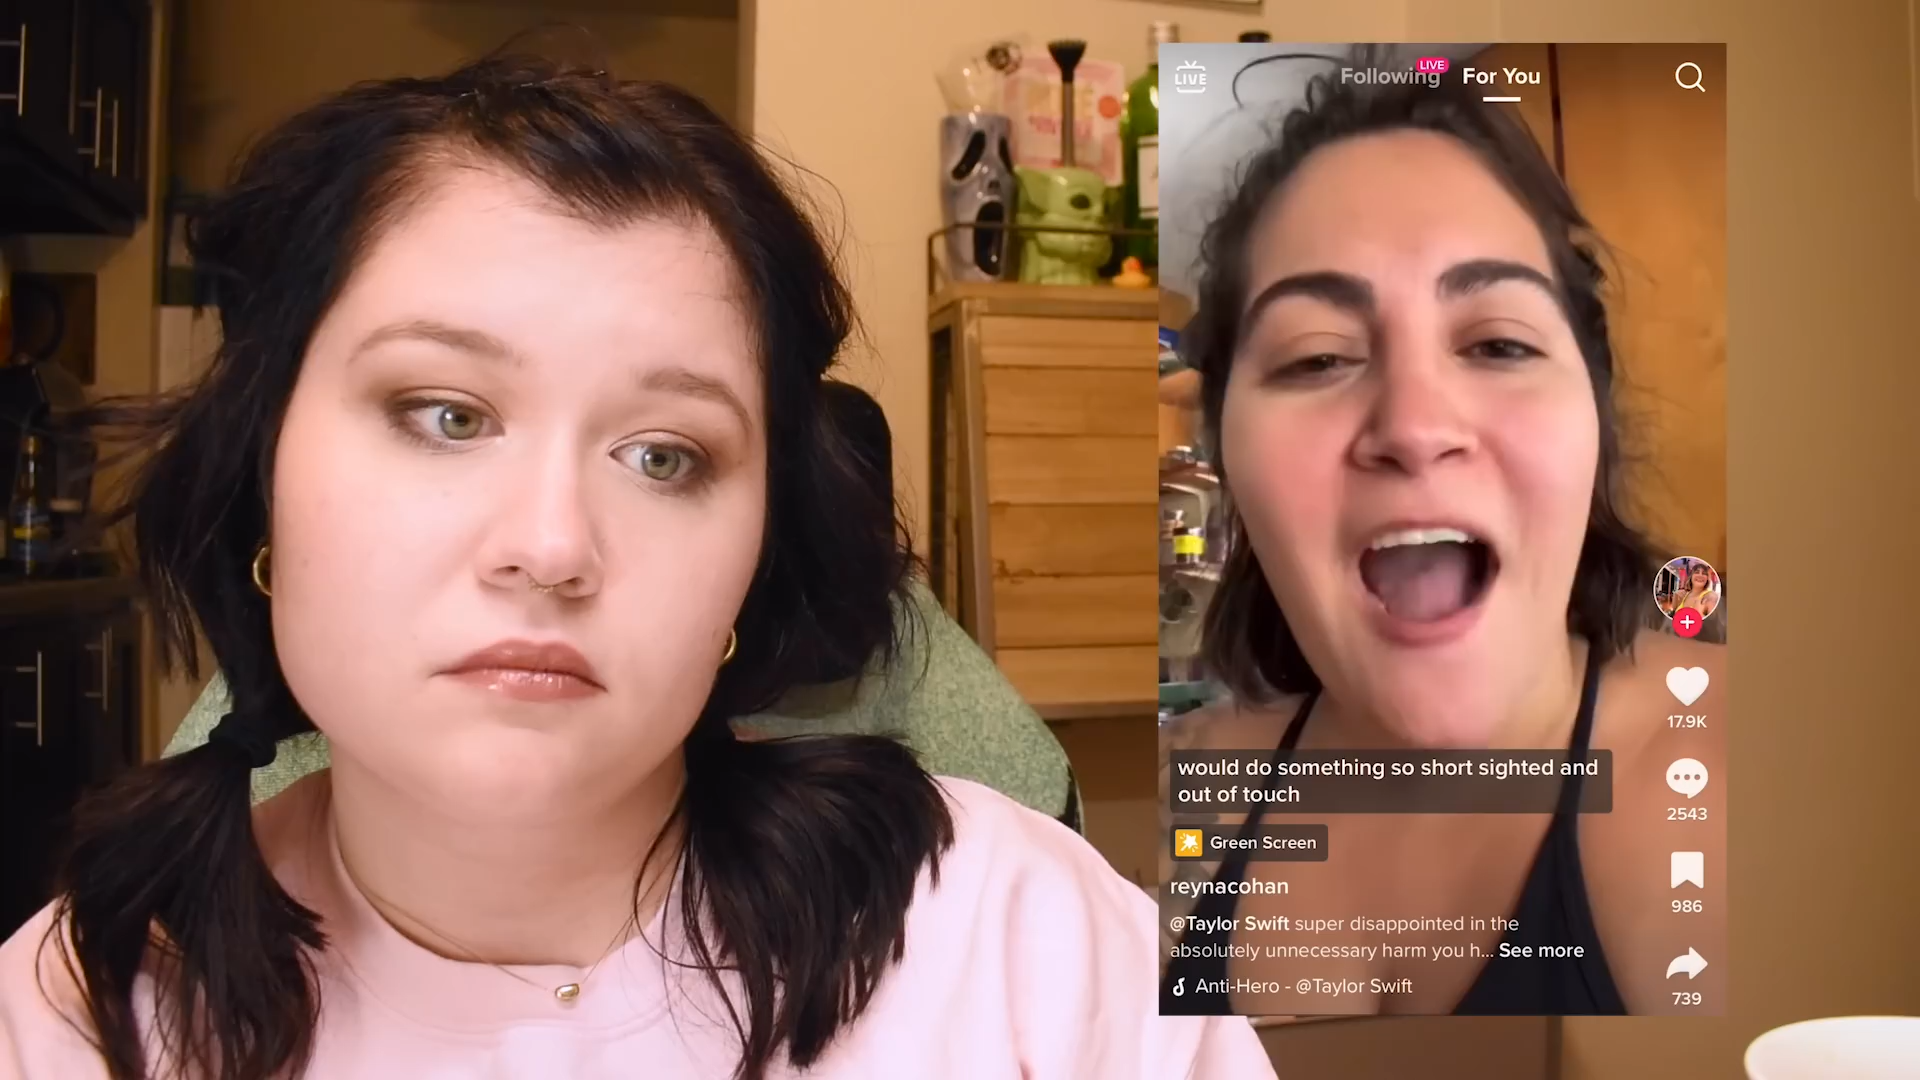 LIVE
Following
LIVE
For You
17.9K
would do something so short sighted and
out of touch
2543
Green Screen
reynacohan
986
@Taylor Swift super disappointed in the
absolutely unnecessary harm you h... See more
Anti-Hero - @Taylor Swift
739